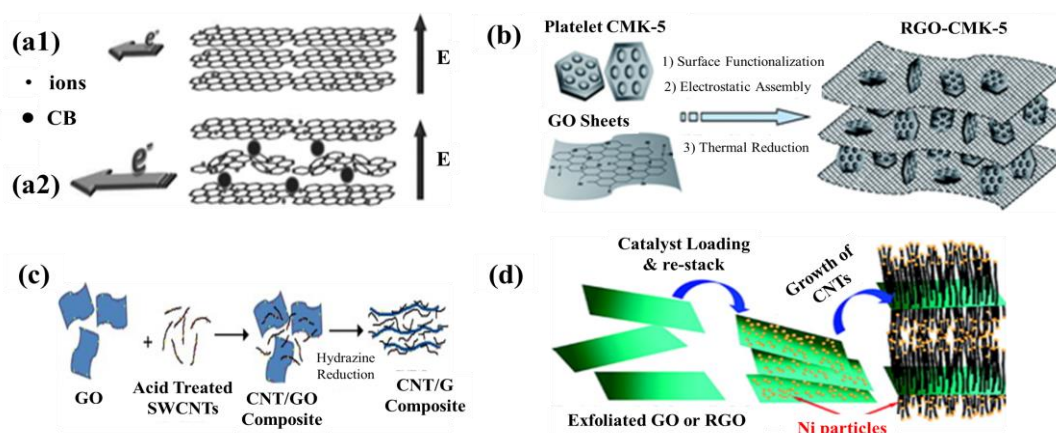 (a1)
e⁻
E
• ions
● CB
(a2)
e⁻
E
(b)
Platelet CMK-5
RGO-CMK-5
1) Surface Functionalization
2) Electrostatic Assembly
3) Thermal Reduction
GO Sheets
(c)
GO
+
Acid Treated
SWCNTs
CNT/GO
Composite
Hydrazine
Reduction
CNT/G
Composite
(d)
Catalyst Loading
& re-stack
Growth of
CNTs
Exfoliated GO or RGO
Ni particles